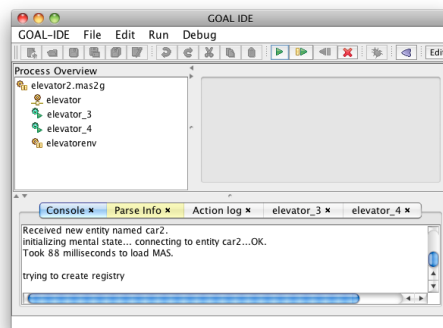 GOAL IDE
GOAL-IDE File Edit Run Debug
Edi
Process Overview
elevator2.mas2g
elevator
elevator_3
elevator_4
elevatorenv
Console × Parse Info × Action log × elevator_3 × elevator_4 ×
Received new entity named car2.
initializing mental state... connecting to entity car2...OK.
Took 88 milliseconds to load MAS.
trying to create registry